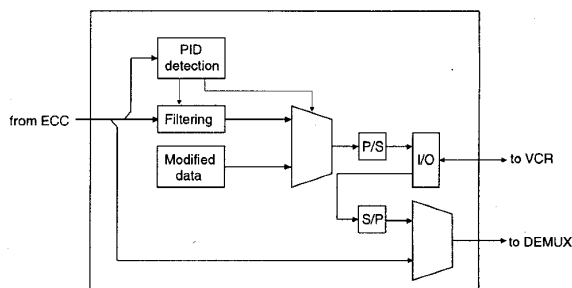 PID
detection
from ECC
Filtering
Modified
data
P/S
I/O
to VCR
S/P
to DEMUX